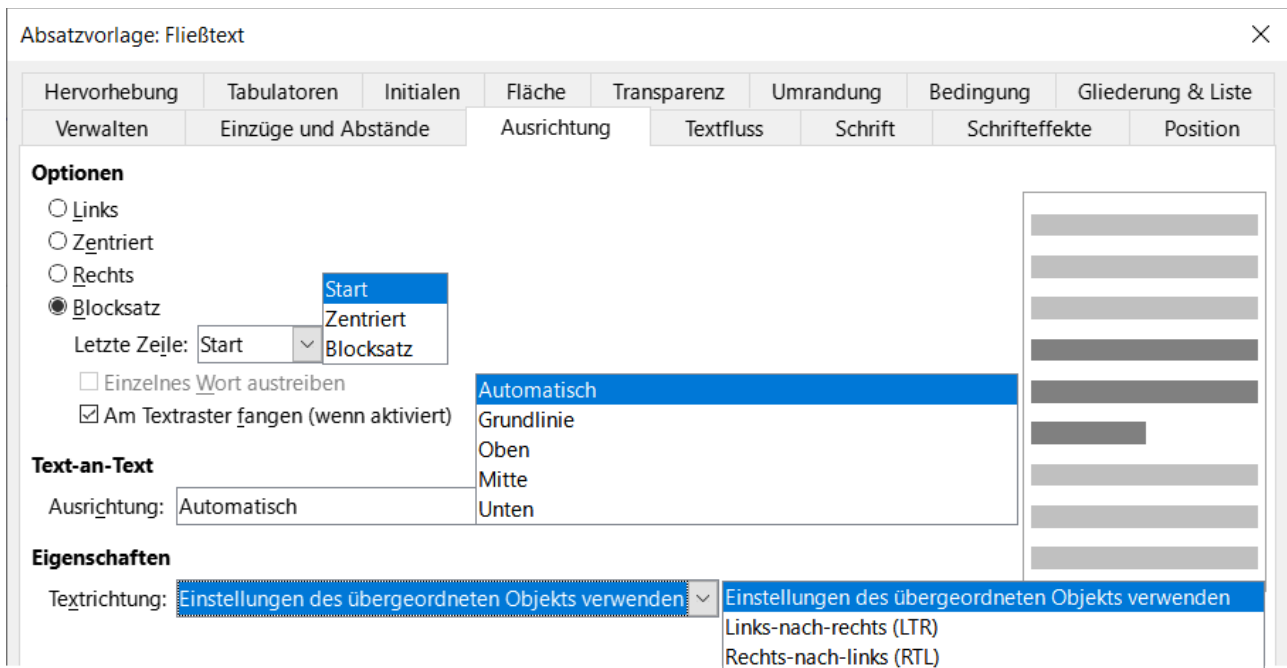 Absatzvorlage: Fließtext
Hervorhebung Tabulatoren Initialen Fläche Transparenz Umrandung Bedingung Gliederung & Liste
Verwalten Einzüge und Abstände Ausrichtung Textfluss Schrift Schrifteffekte Position
Optionen
Links
Zentriert
Rechts
Blocksatz
Letzte Zeile: Start
Start
Zentriert
Blocksatz
Einzelnes Wort austreiben
Am Textraster fangen (wenn aktiviert)
Text-an-Text
Ausrichtung: Automatisch
Automatisch
Grundlinie
Oben
Mitte
Unten
Eigenschaften
Textrichtung: Einstellungen des übergeordneten Objekts verwenden
Einstellungen des übergeordneten Objekts verwenden
Links-nach-rechts (LTR)
Rechts-nach-links (RTL)